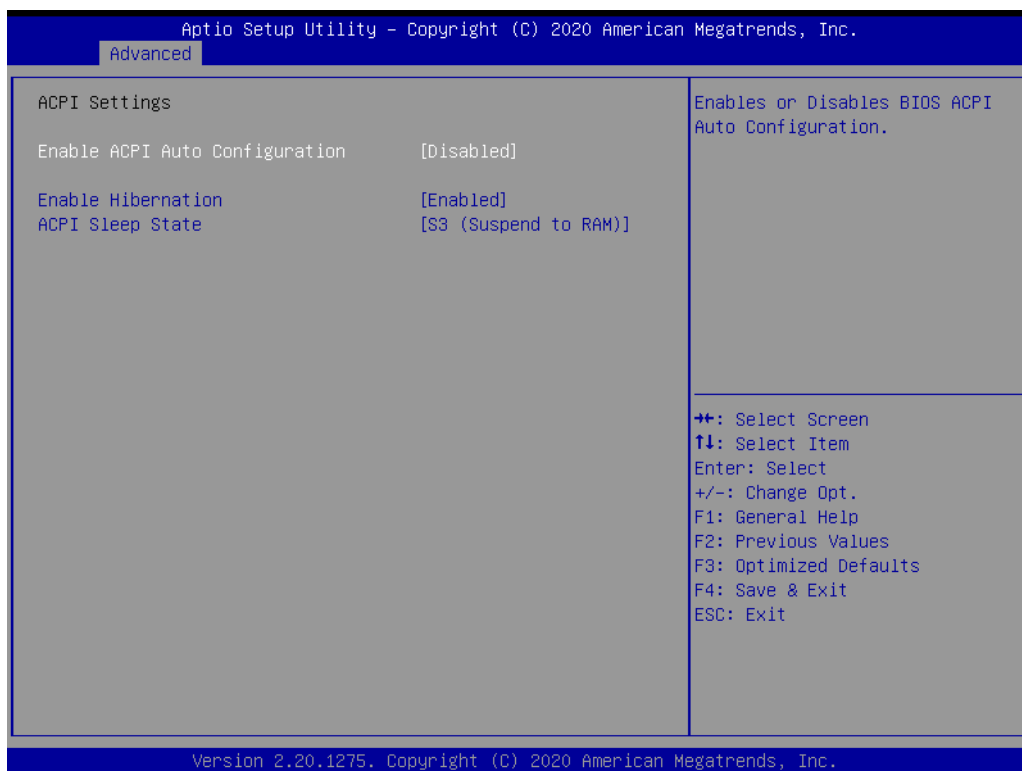 Aptio Setup Utility – Copyright (C) 2020 American Megatrends, Inc.
Advanced
ACPI Settings
Enable ACPI Auto Configuration [Disabled]
Enable Hibernation [Enabled]
ACPI Sleep State [S3 (Suspend to RAM)]
Enables or Disables BIOS ACPI
Auto Configuration.
→←: Select Screen
↑↓: Select Item
Enter: Select
+/-: Change Opt.
F1: General Help
F2: Previous Values
F3: Optimized Defaults
F4: Save & Exit
ESC: Exit
Version 2.20.1275. Copyright (C) 2020 American Megatrends, Inc.